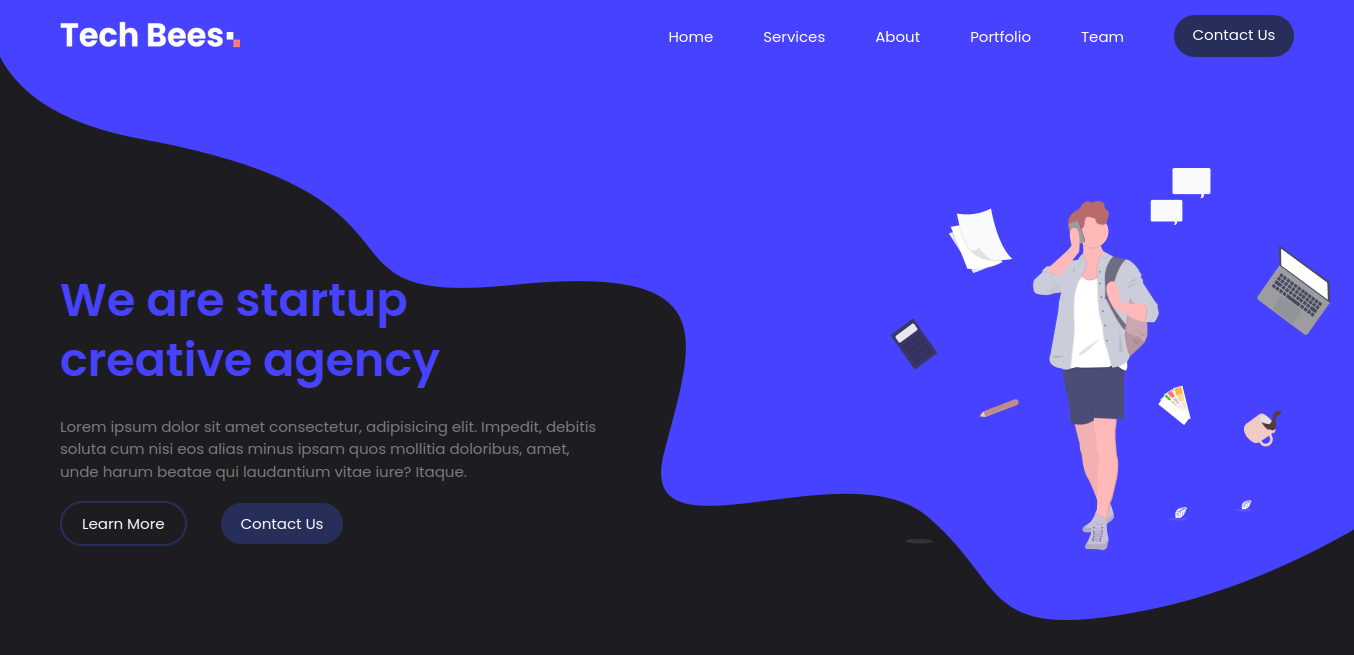 Tech Bees
Home Services About Portfolio Team Contact Us
We are startup
creative agency
Lorem ipsum dolor sit amet consectetur, adipisicing elit. Impedit, debitis
soluta cum nisi eos alias minus ipsam quos mollitia doloribus, amet,
unde harum beatae qui laudantium vitae iure? Itaque.
Learn More Contact Us